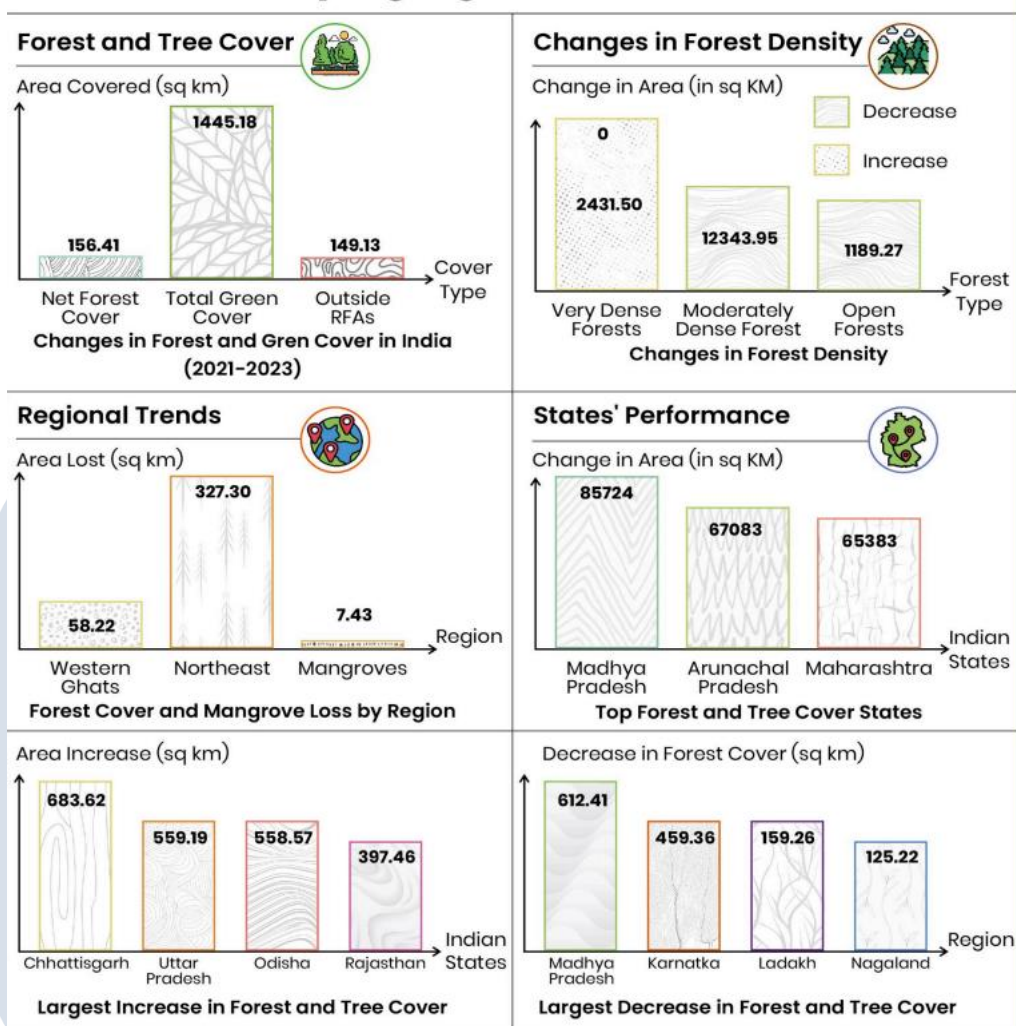 Forest and Tree Cover
Area Covered (sq km)
1445.18
156.41
149.13
Cover
Type
Net Forest
Cover
Total Green
Cover
Outside
RFAs
Changes in Forest and Gren Cover in India
(2021-2023)
Changes in Forest Density
Change in Area (in sq KM)
Decrease
Increase
0
2431.50
12343.95
1189.27
Forest
Type
Very Dense
Forests
Moderately
Dense Forest
Open
Forests
Changes in Forest Density
Regional Trends
Area Lost (sq km)
327.30
58.22
7.43
Region
Western
Ghats
Northeast
Mangroves
Forest Cover and Mangrove Loss by Region
States' Performance
Change in Area (in sq KM)
85724
67083
65383
Indian
States
Madhya
Pradesh
Arunachal
Pradesh
Maharashtra
Top Forest and Tree Cover States
Area Increase (sq km)
683.62
559.19
558.57
397.46
Indian
States
Chhattisgarh
Uttar
Pradesh
Odisha
Rajasthan
Largest Increase in Forest and Tree Cover
Decrease in Forest Cover (sq km)
612.41
459.36
159.26
125.22
Region
Madhya
Pradesh
Karnatka
Ladakh
Nagaland
Largest Decrease in Forest and Tree Cover